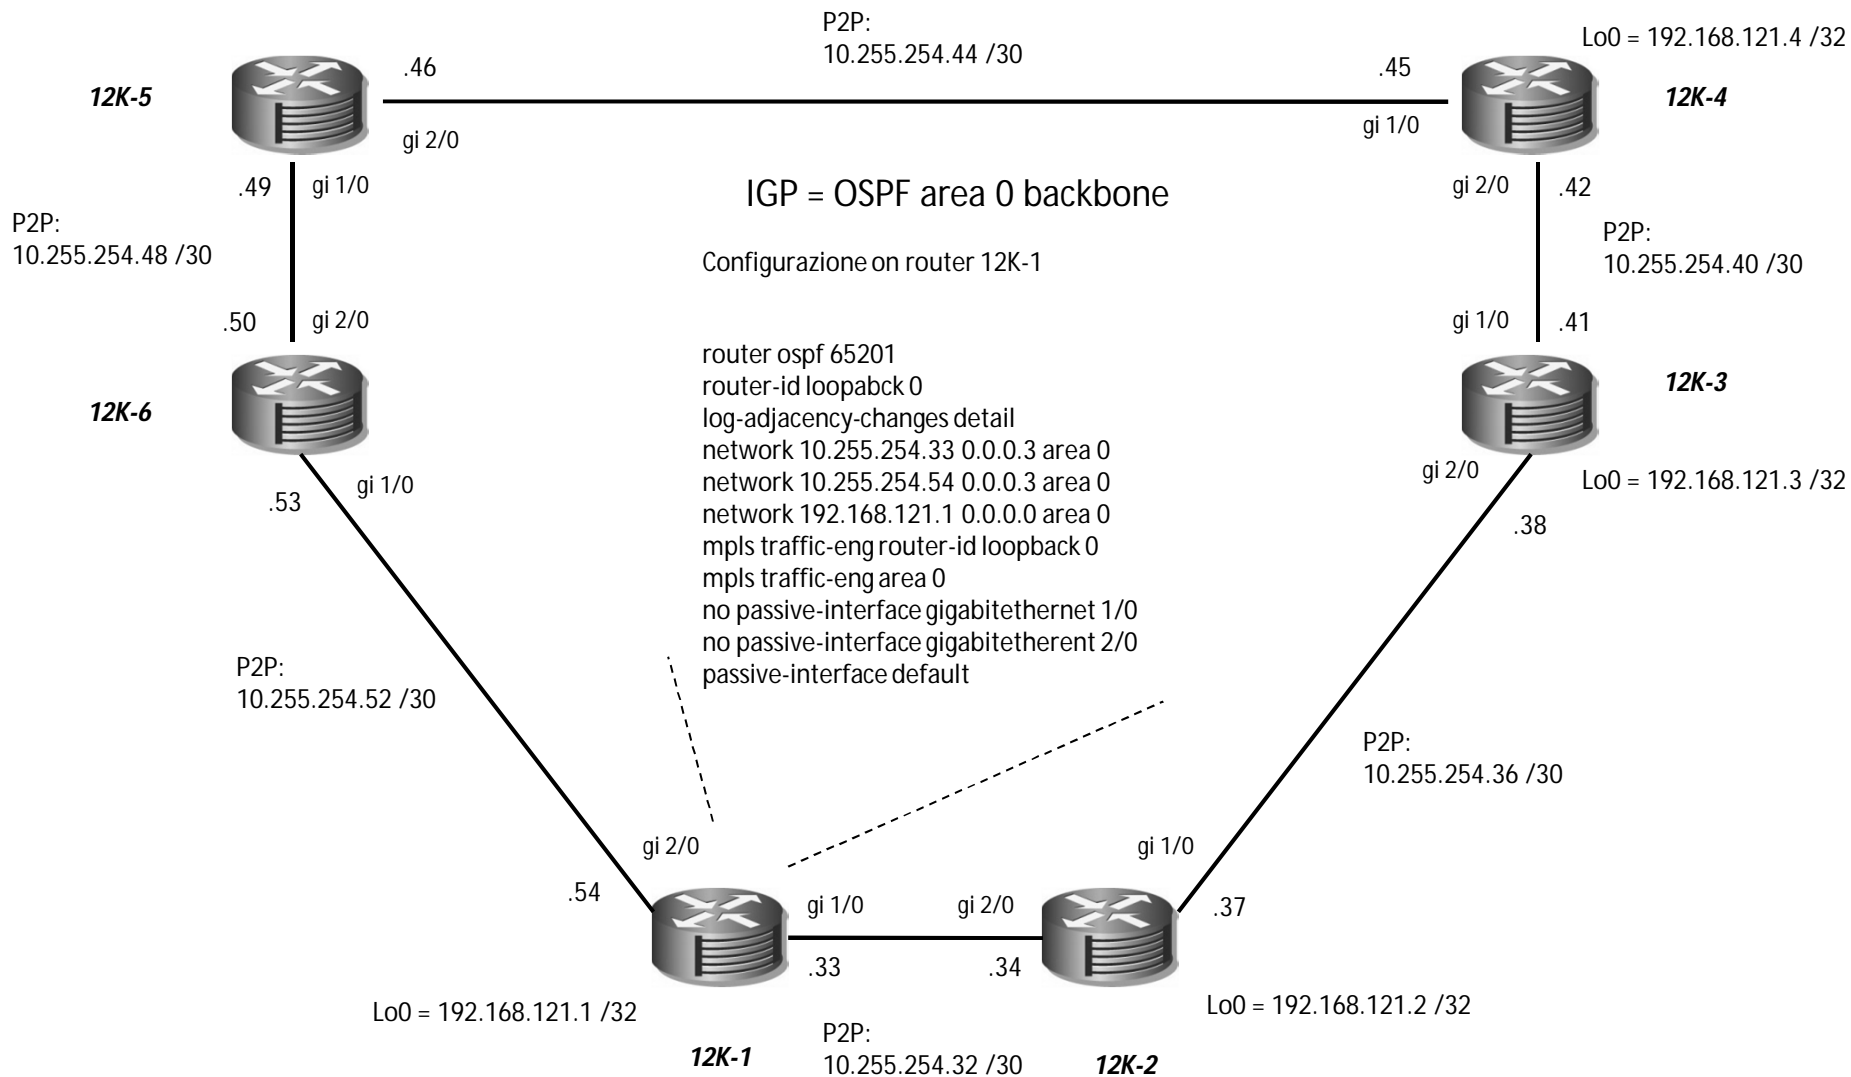 P2P:
10.255.254.44 /30
Lo0 = 192.168.121.4 /32
12K-5
.46
.45
12K-4
gi 2/0
gi 1/0
.49
gi 1/0
IGP = OSPF area 0 backbone
gi 2/0
.42
P2P:
10.255.254.48 /30
P2P:
10.255.254.40 /30
Configurazione on router 12K-1
.50
gi 2/0
gi 1/0
.41
12K-6
12K-3
router ospf 65201
router-id loopabck 0
log-adjacency-changes detail
network 10.255.254.33 0.0.0.3 area 0
network 10.255.254.54 0.0.0.3 area 0
network 192.168.121.1 0.0.0.0 area 0
mpls traffic-eng router-id loopback 0
mpls traffic-eng area 0
no passive-interface gigabitethernet 1/0
no passive-interface gigabitetherent 2/0
passive-interface default
gi 1/0
.53
gi 2/0
Lo0 = 192.168.121.3 /32
.38
P2P:
10.255.254.52 /30
P2P:
10.255.254.36 /30
gi 2/0
gi 1/0
.54
gi 1/0
gi 2/0
.37
.33
.34
Lo0 = 192.168.121.1 /32
Lo0 = 192.168.121.2 /32
12K-1
P2P:
10.255.254.32 /30
12K-2